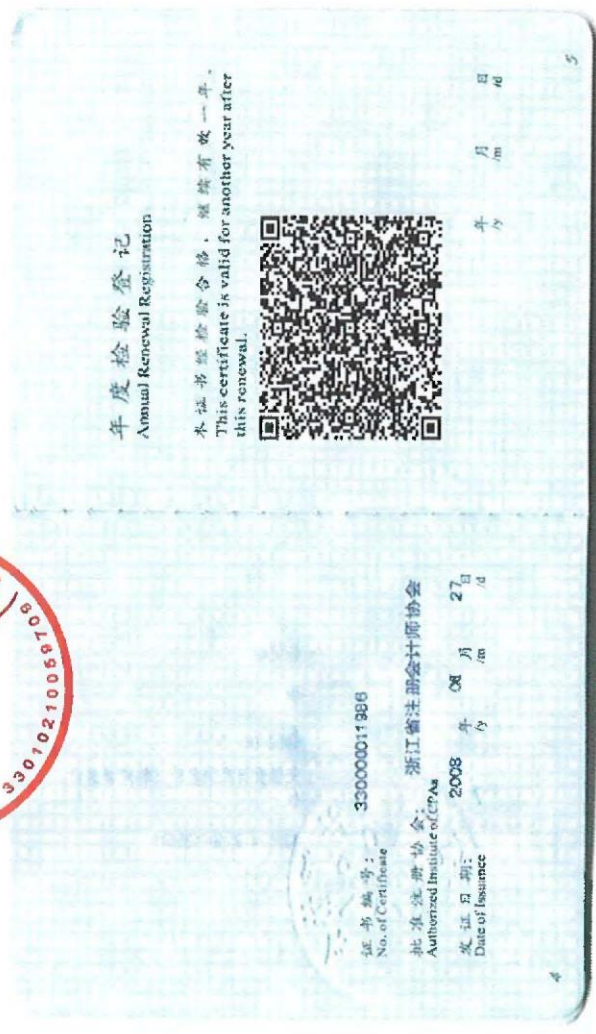 33010210059709
证书编号： 330000011986
No. of Certificate
批准注册协会： 浙江省注册会计师协会
Authorized Institute of CPAs
发证日期： 2008 年 08 月 27 日
Date of Issuance /y /m /d
4
年度检验登记
Annual Renewal Registration
本证书经检验合格，继续有效一年。
This certificate is valid for another year after
this renewal.
年 月 日
/y /m /d
5